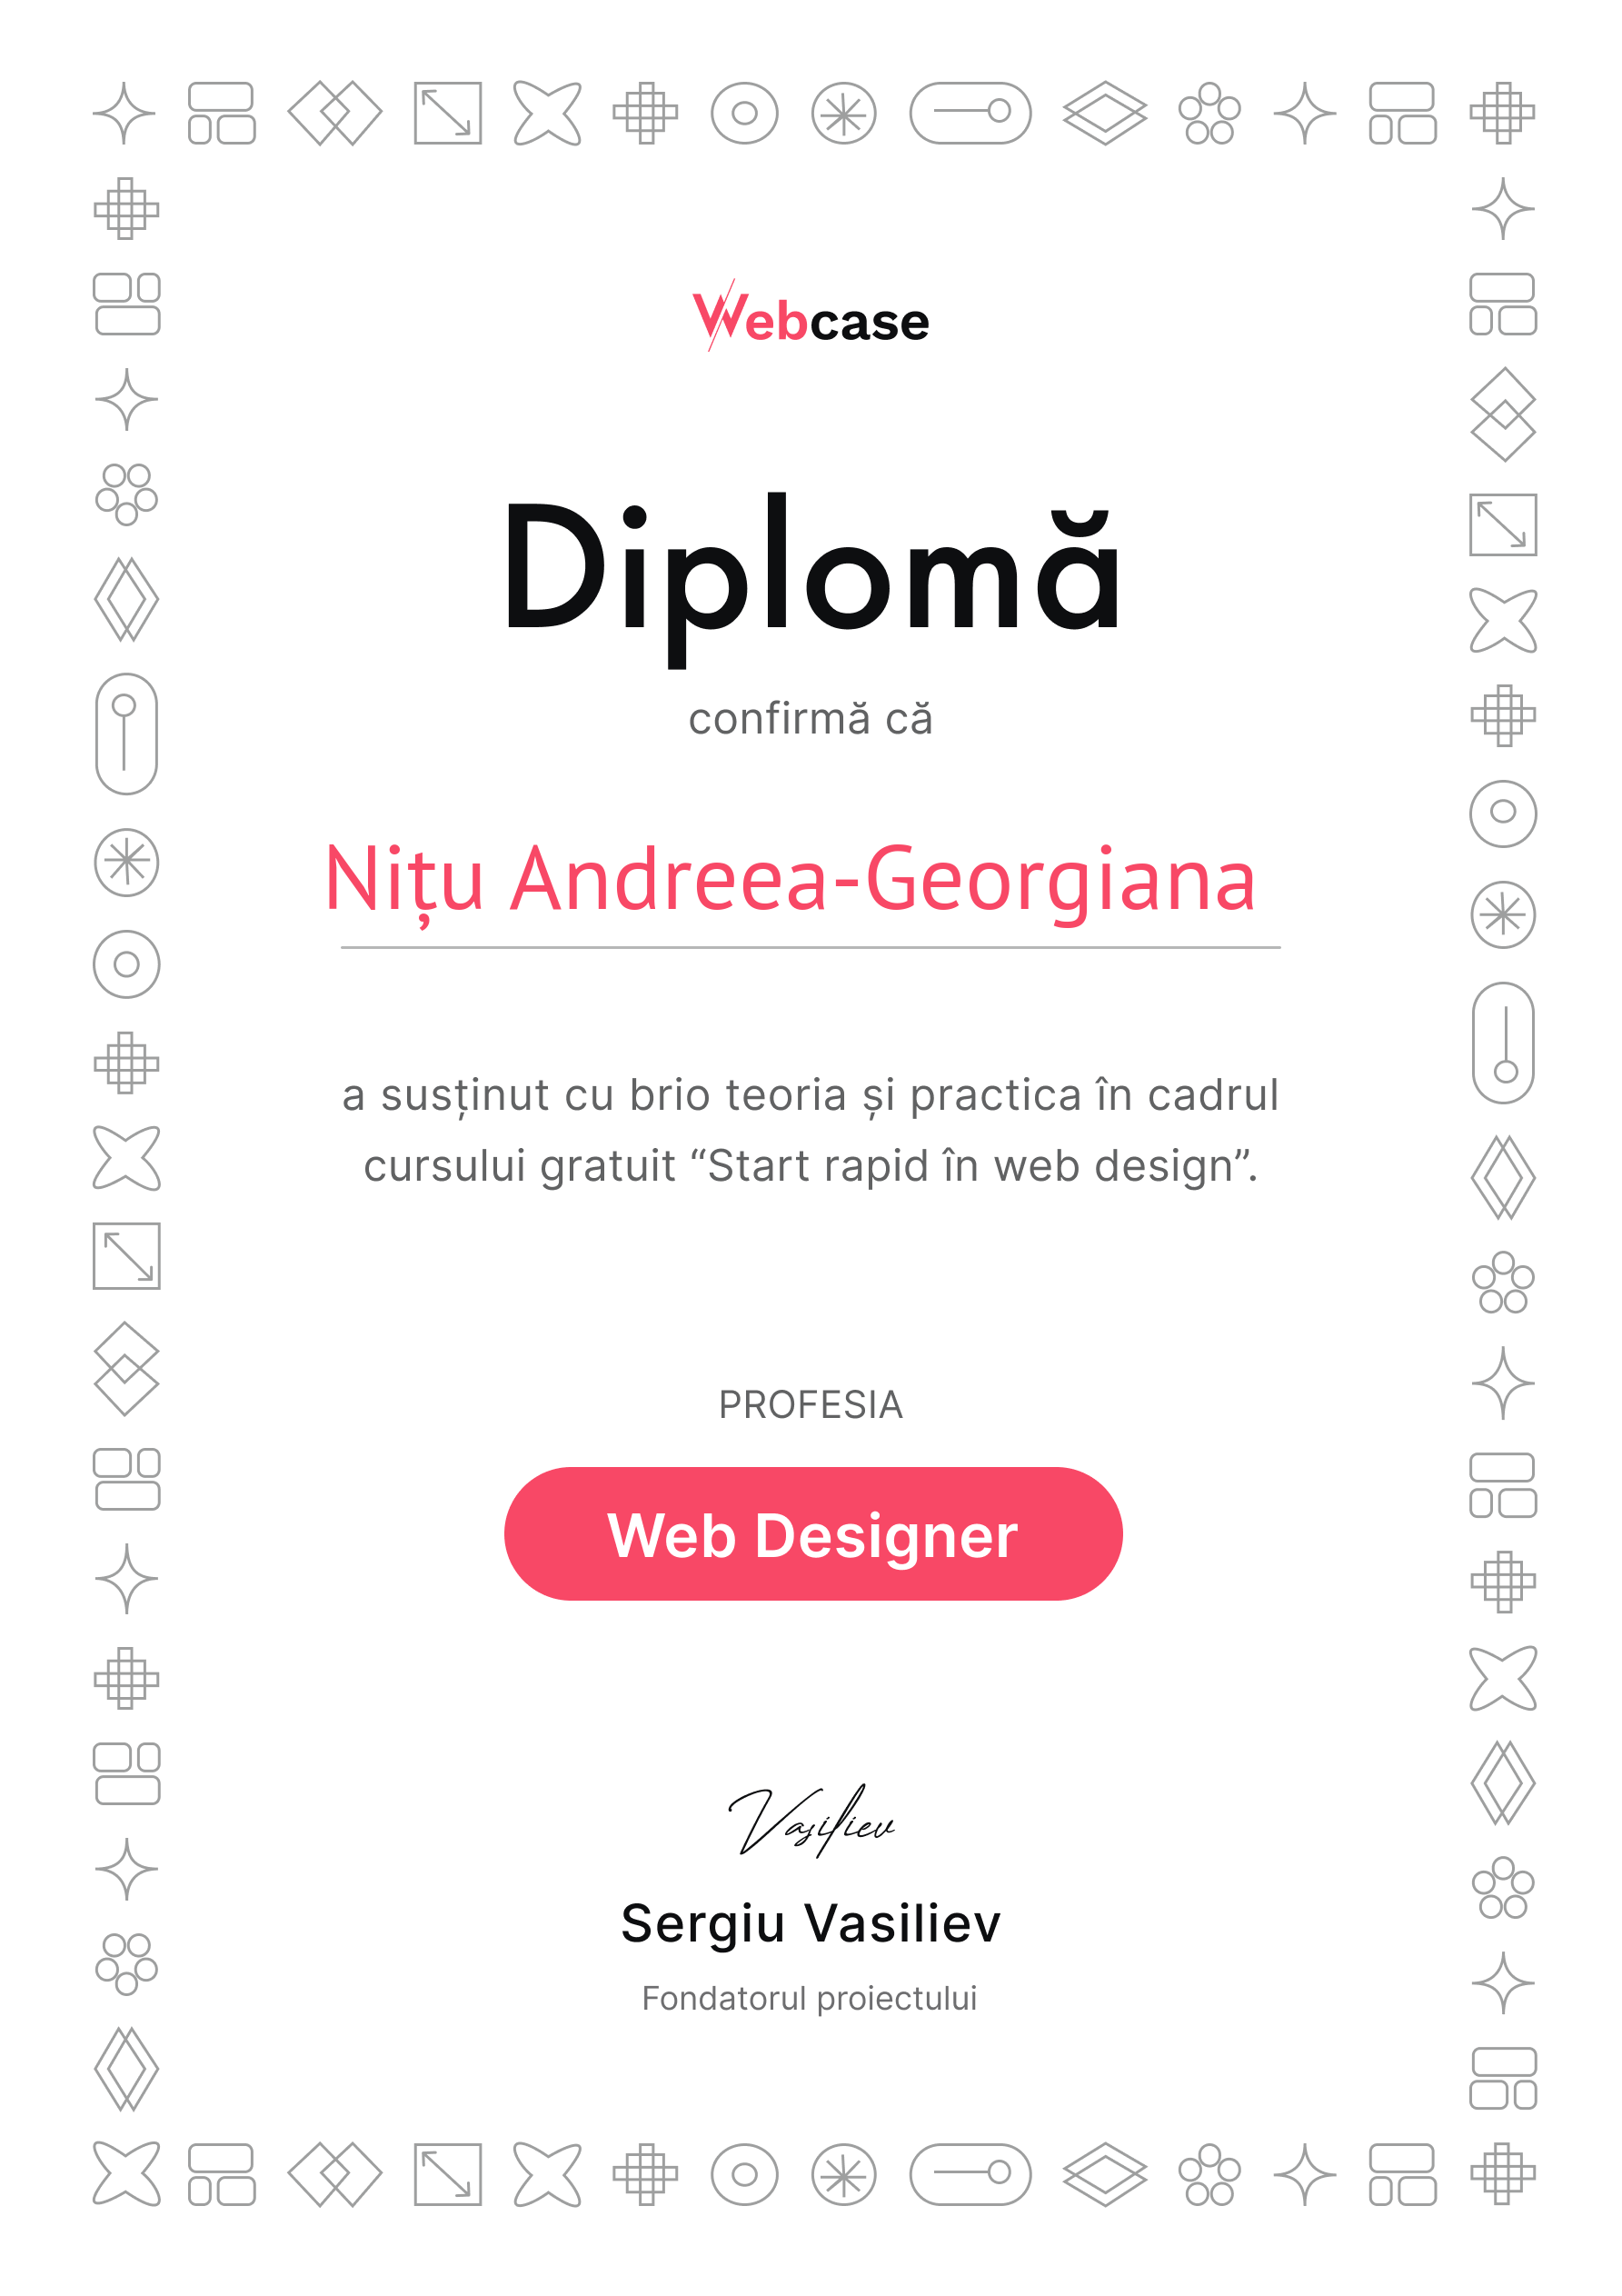 Webcase
Diplomă
confirmă că
Nițu Andreea-Georgiana
a susținut cu brio teoria și practica în cadrul
cursului gratuit “Start rapid în web design”.
PROFESIA
Web Designer
Vasiliev
Sergiu Vasiliev
Fondatorul proiectului